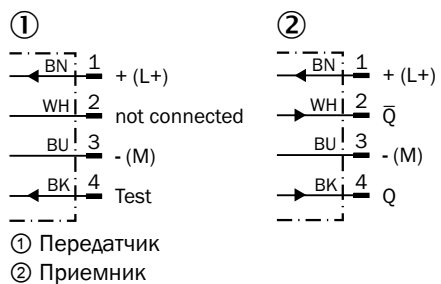 ①
BN 1 + (L+)
WH 2 not connected
BU 3 - (M)
BK 4 Test
②
BN 1 + (L+)
WH 2 Q̅
BU 3 - (M)
BK 4 Q
① Передатчик
② Приемник